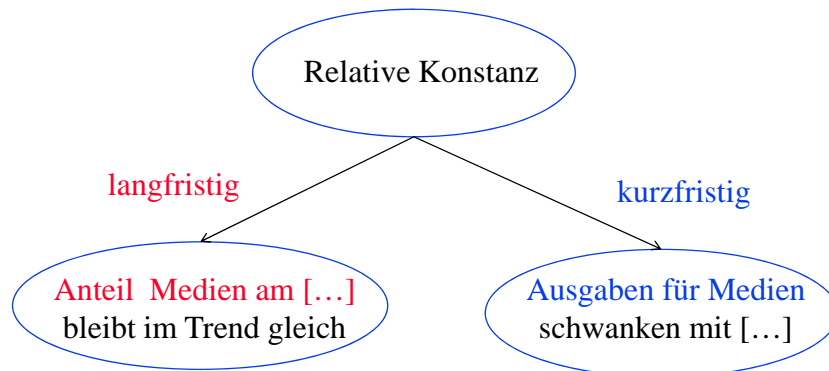 Relative Konstanz
langfristig
kurzfristig
Anteil Medien am […]
bleibt im Trend gleich
Ausgaben für Medien
schwanken mit […]